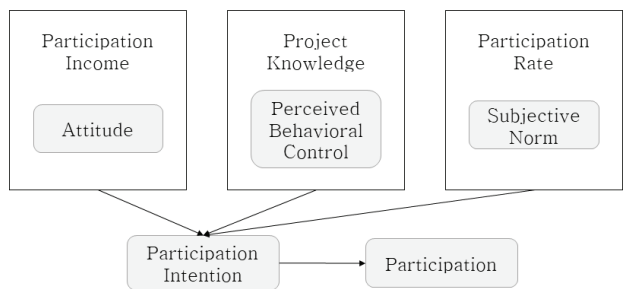 Participation
Income
Attitude
Project
Knowledge
Perceived
Behavioral
Control
Participation
Rate
Subjective
Norm
Participation
Intention
Participation